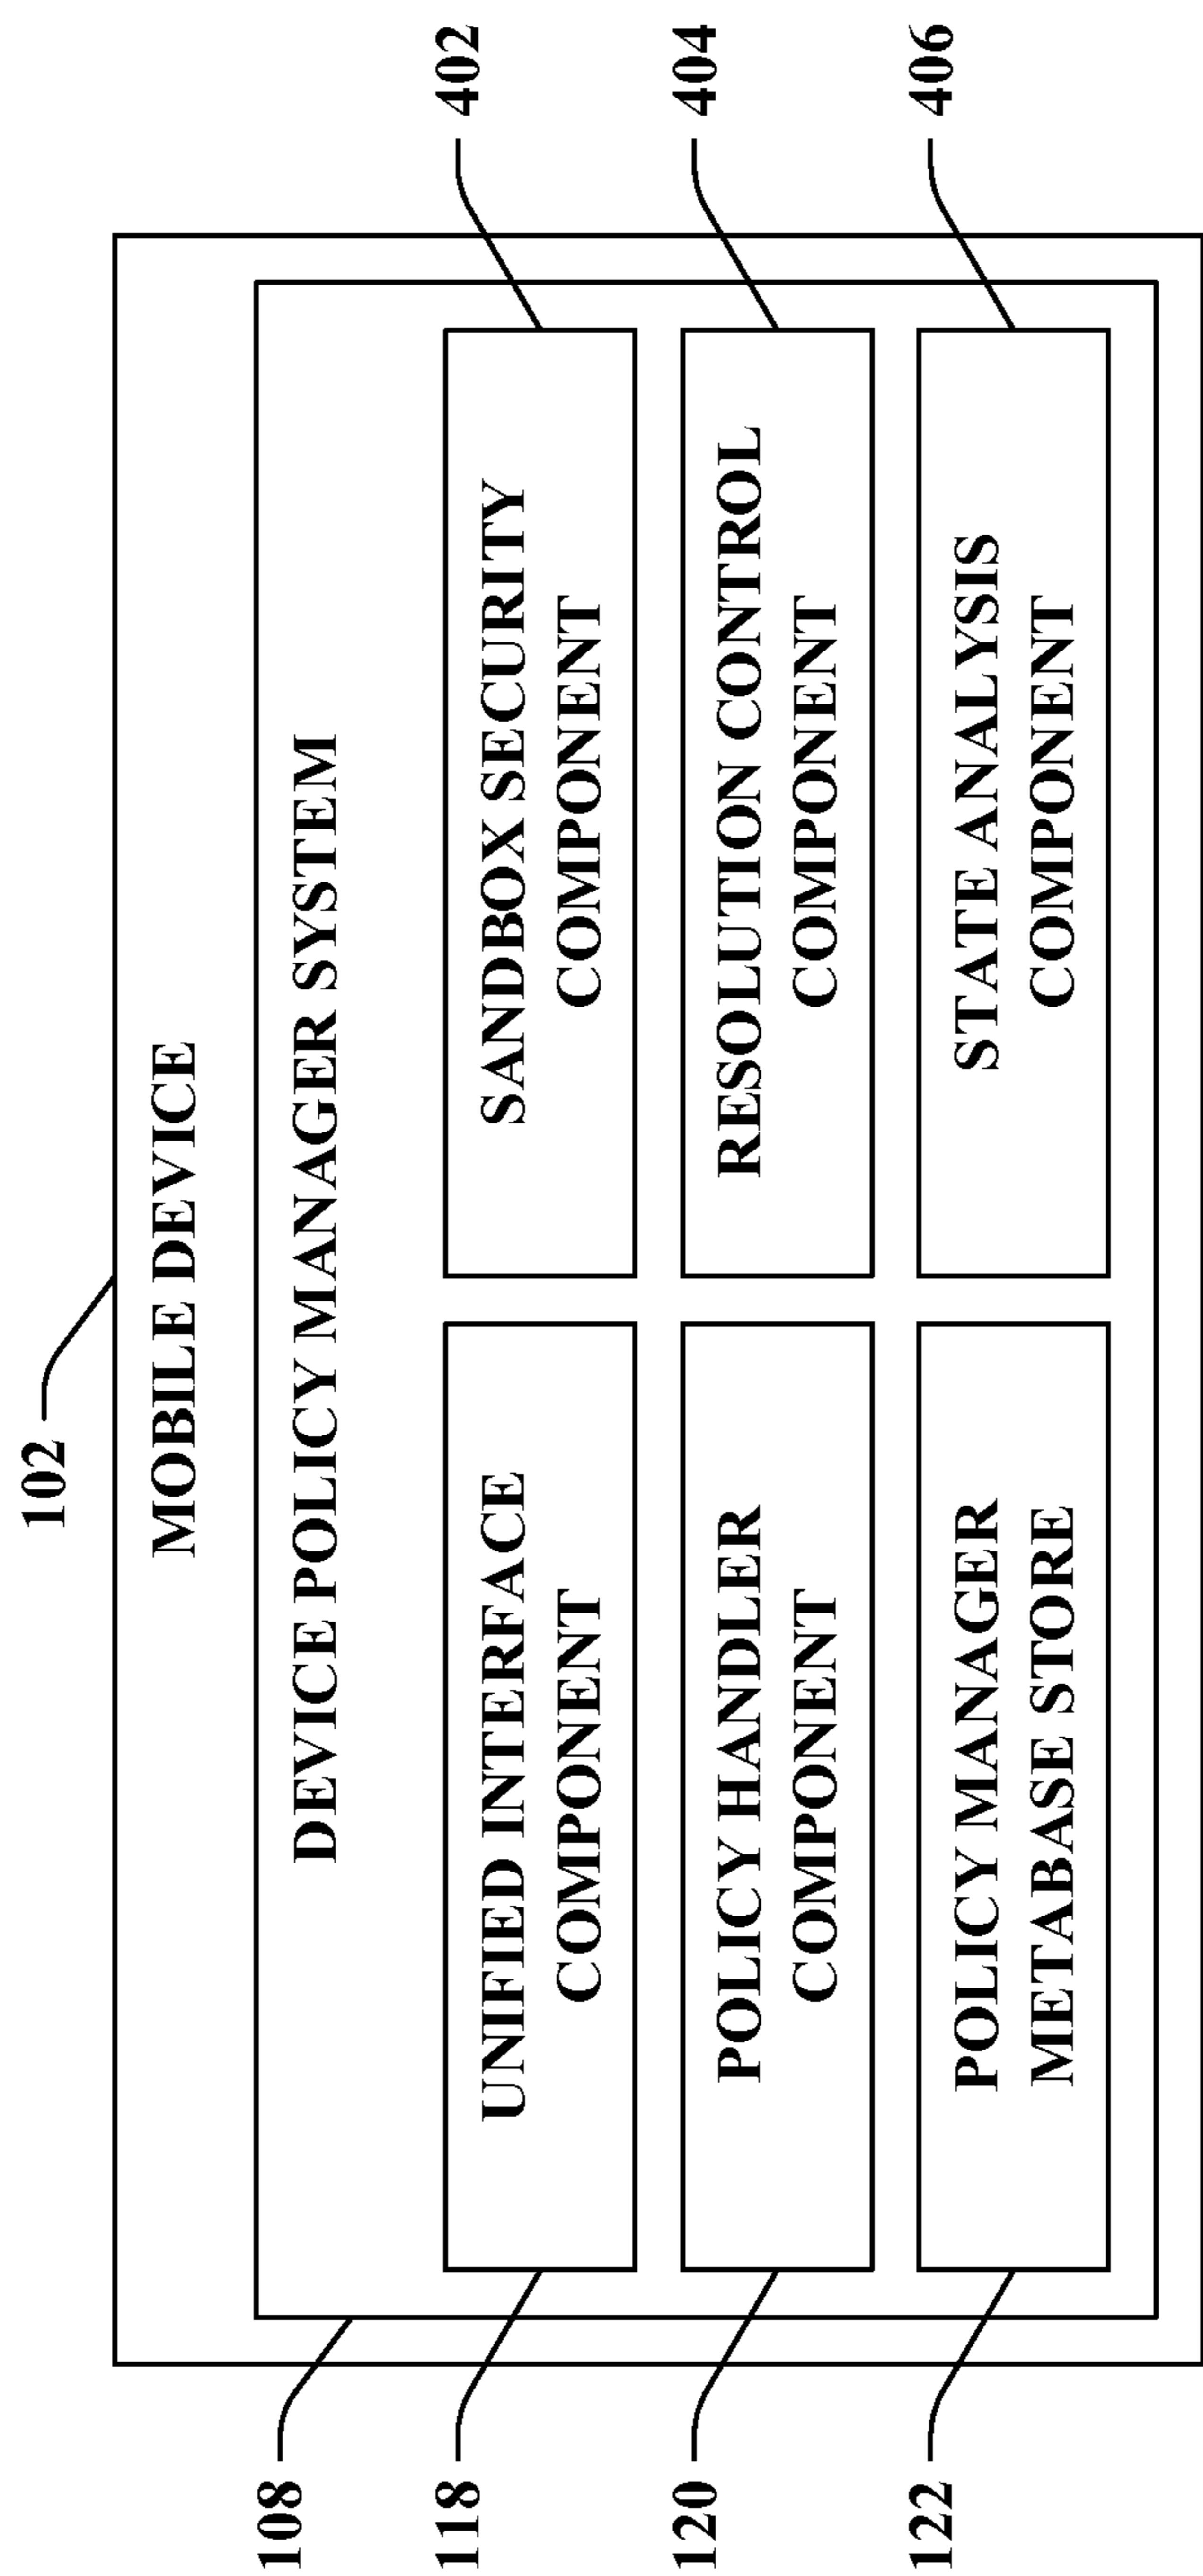 102
MOBILE DEVICE
108
DEVICE POLICY MANAGER SYSTEM
118
UNIFIED INTERFACE
COMPONENT
SANDBOX SECURITY
COMPONENT
402
120
POLICY HANDLER
COMPONENT
RESOLUTION CONTROL
COMPONENT
404
122
POLICY MANAGER
METABASE STORE
STATE ANALYSIS
COMPONENT
406